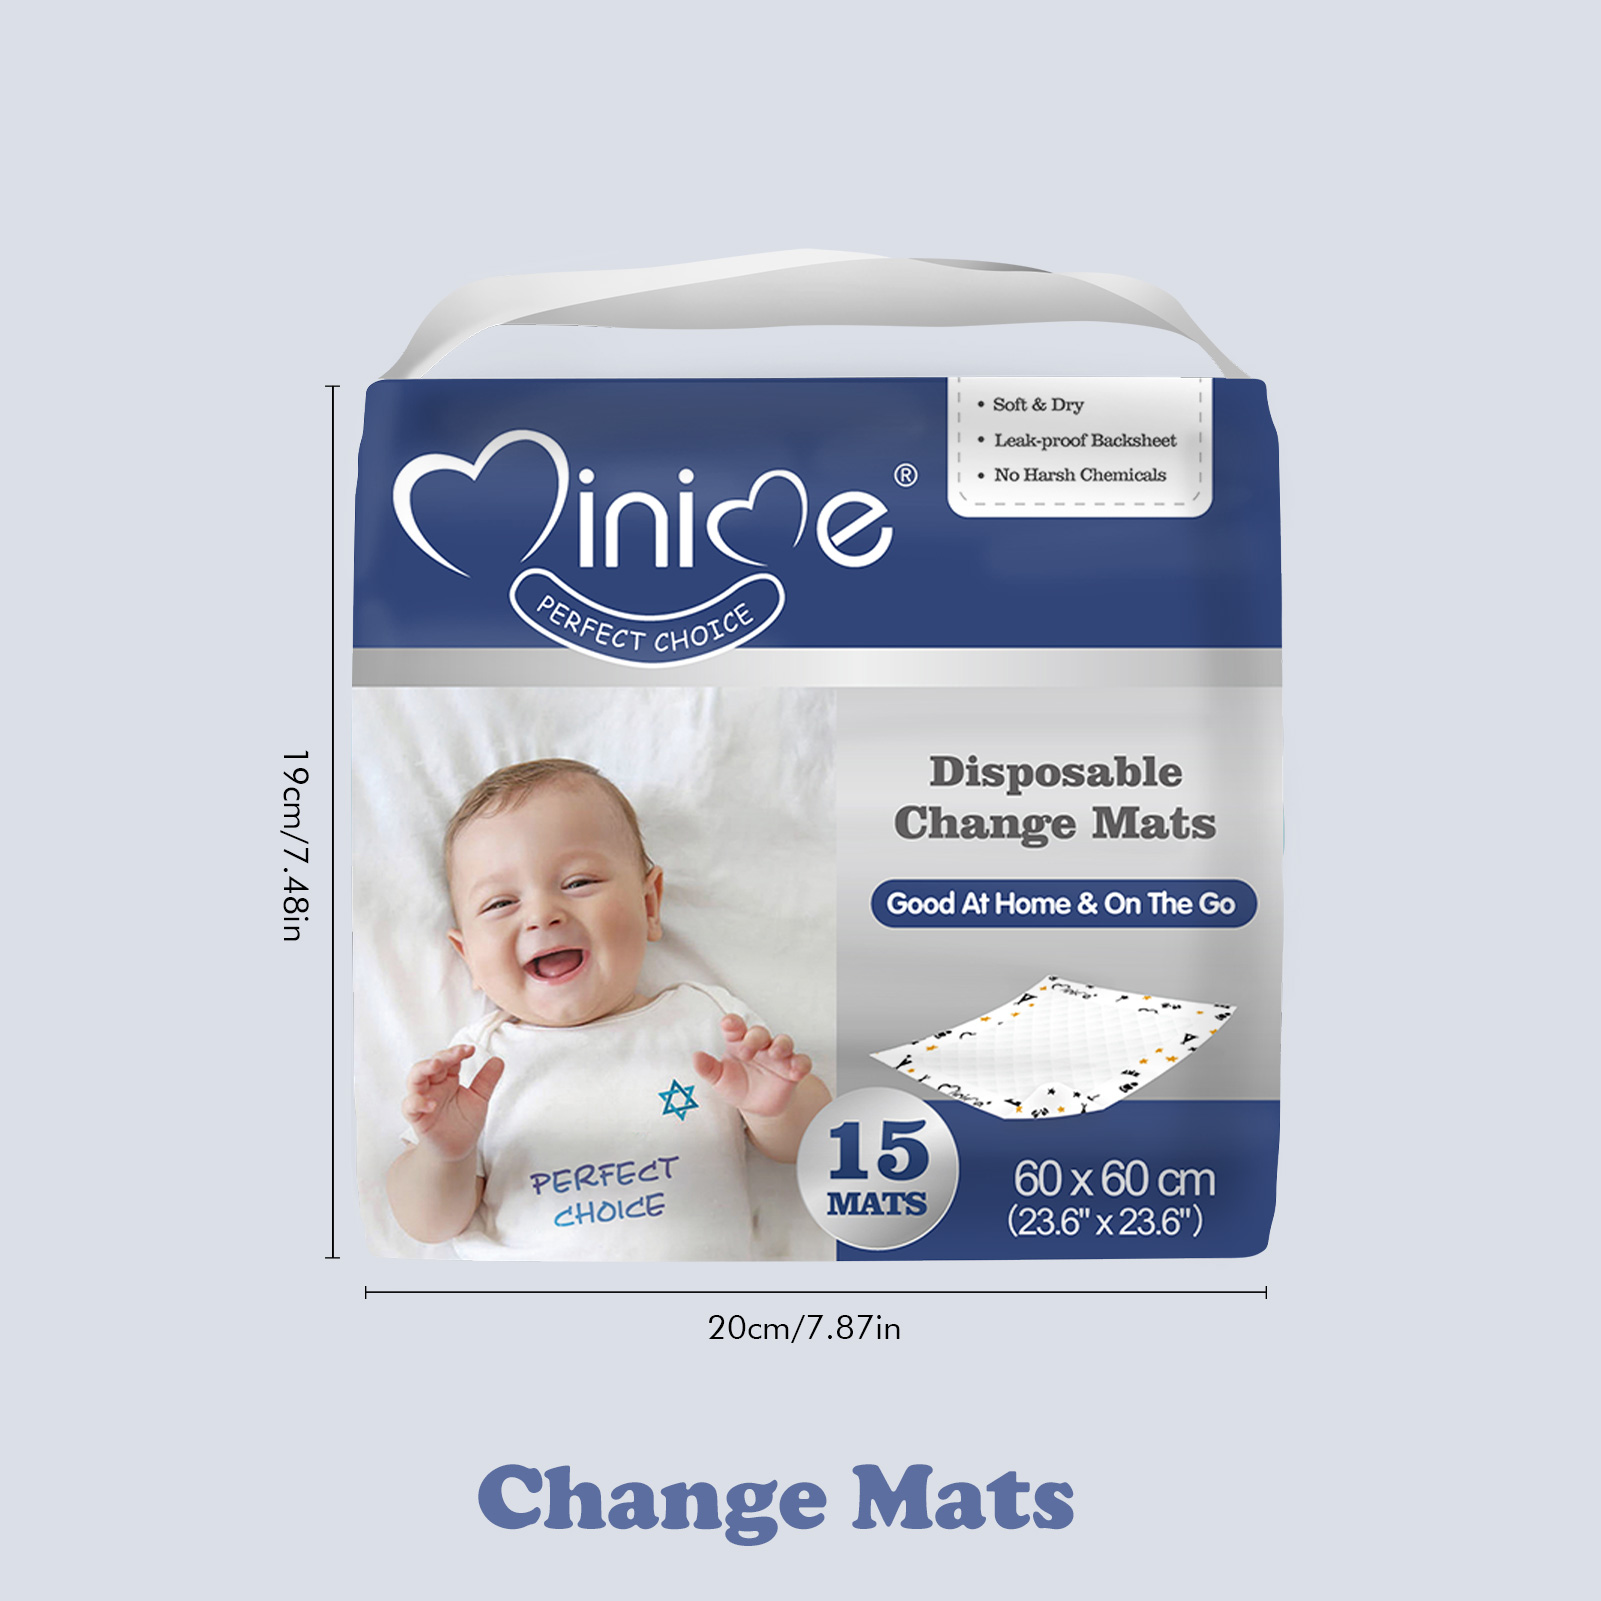 Soft & Dry
Leak-proof Backsheet
No Harsh Chemicals
Minime®
PERFECT CHOICE
Disposable
Change Mats
Good At Home & On The Go
Minime
Minime
PERFECT
CHOICE
15
MATS
60 x 60 cm
(23.6" x 23.6")
19cm/7.48in
20cm/7.87in
Change Mats